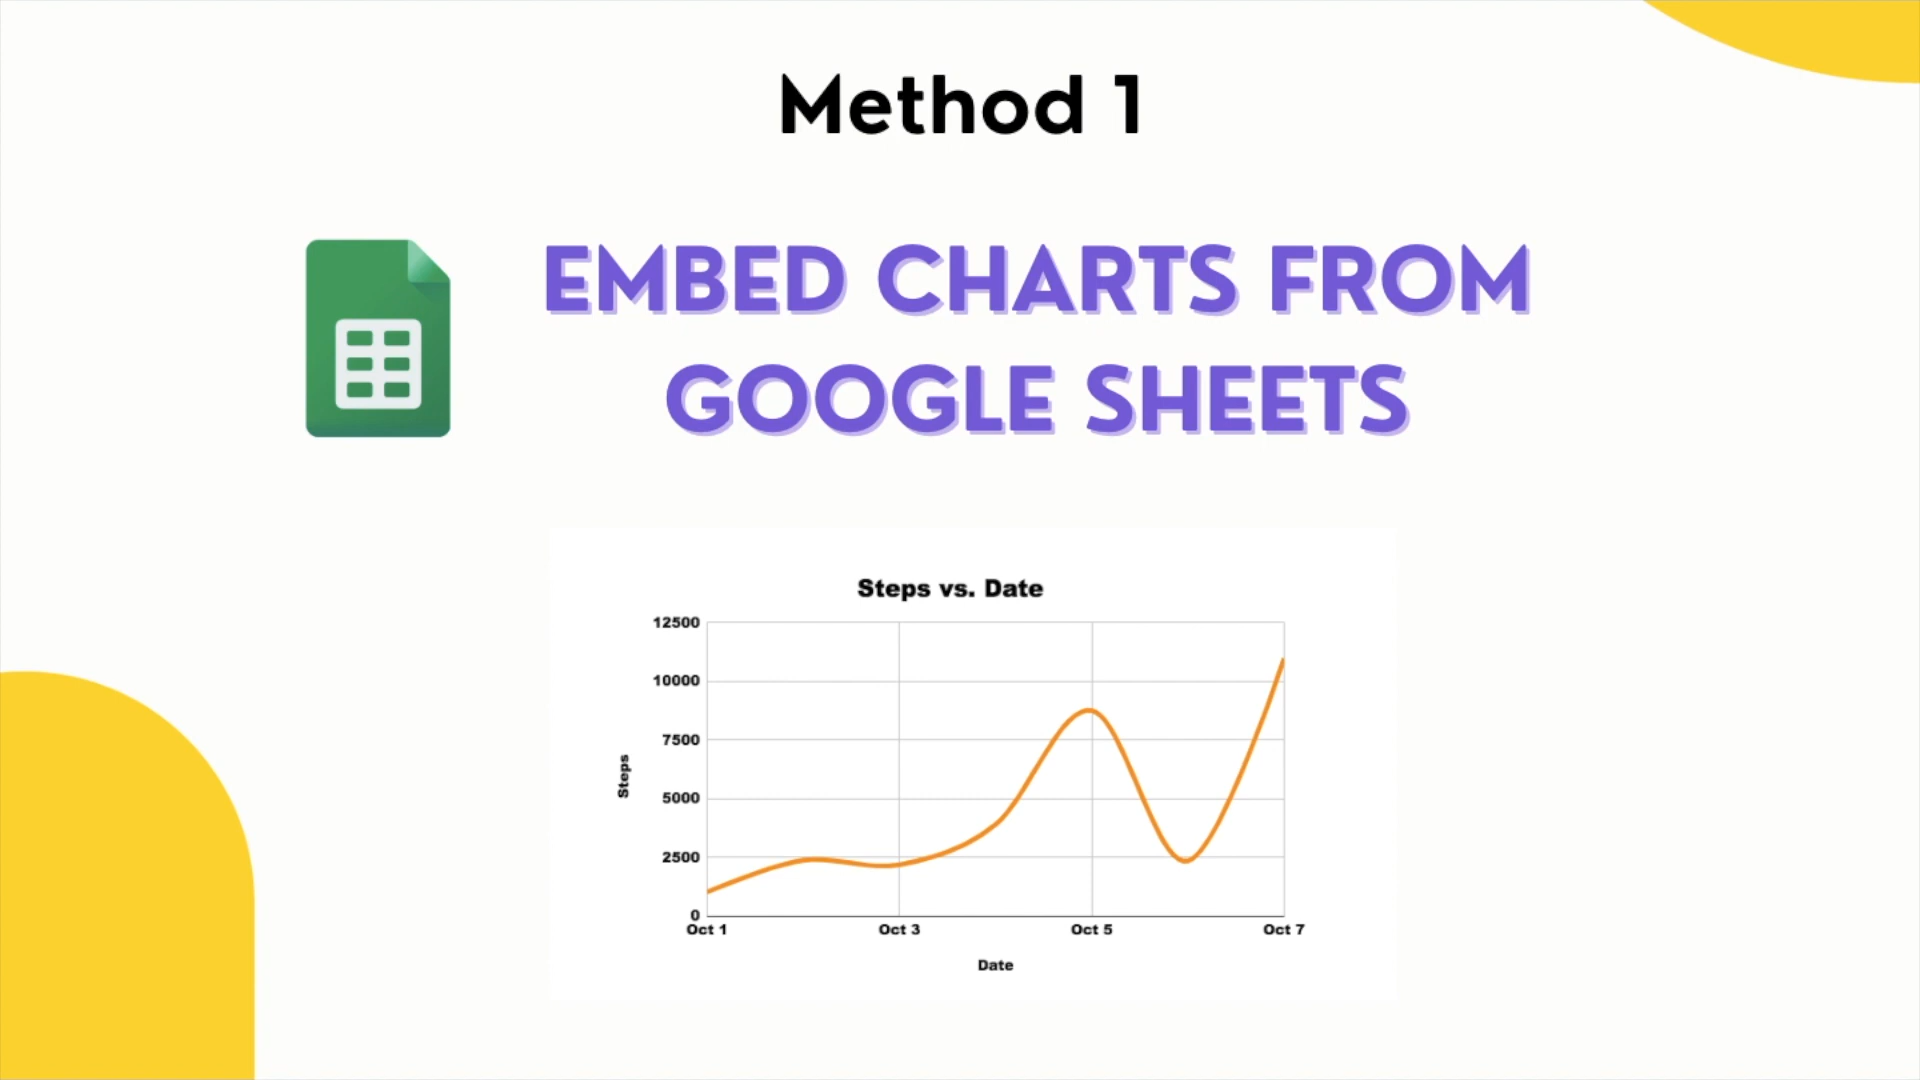 Method 1
EMBED CHARTS FROM
GOOGLE SHEETS
Steps vs. Date
12500
10000
7500
5000
2500
0
Steps
Oct 1 Oct 3 Oct 5 Oct 7
Date